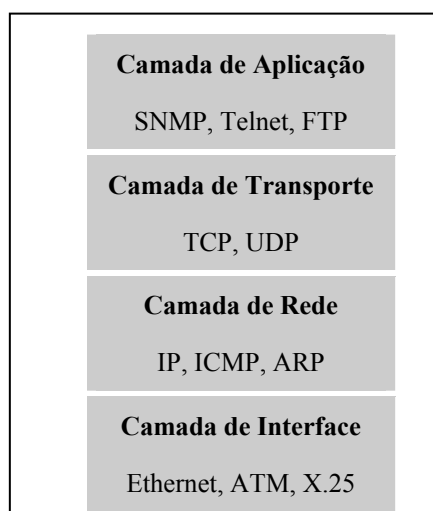 Camada de Aplicação
SNMP, Telnet, FTP
Camada de Transporte
TCP, UDP
Camada de Rede
IP, ICMP, ARP
Camada de Interface
Ethernet, ATM, X.25